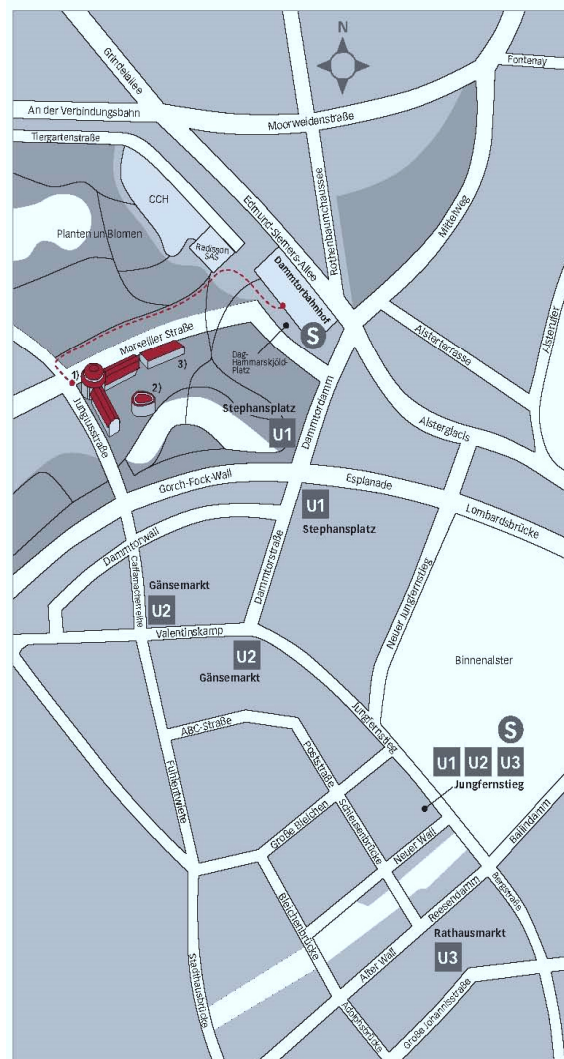 N
Grindelallee
Fontenay
An der Verbindungsbahn
Moorweidenstraße
Tiergartenstraße
Rothenbaumchaussee
Mittelweg
CCH
Edmund-Siemers-Allee
Planten un Blomen
Radisson
SAS
Dammtorbahnhof
Alsterufer
Marseiller Straße
S
Alsterterrasse
Dag-
Hammarskjöld-
Platz
1)
3)
2)
Jungiusstraße
Stephansplatz
U1
Dammtordamm
Alsterglacis
Gorch-Fock-Wall
Esplanade
U1
Stephansplatz
Lombardsbrücke
Dammtorwall
Dammtorstraße
Caffamacherreihe
Gänsemarkt
U2
Neuer Jungfernstieg
Valentinskamp
U2
Gänsemarkt
Binnenalster
Jungfernstieg
ABC-Straße
S
U1 U2 U3
Jungfernstieg
Poststraße
Fuhlentwiete
Große Bleichen
Schleusenbrücke
Neuer Wall
Ballindamm
Bergstraße
Reesendamm
Bleichenbrücke
Rathausmarkt
U3
Alter Wall
Stadthausbrücke
Adolphsbrücke
Große Johannisstraße